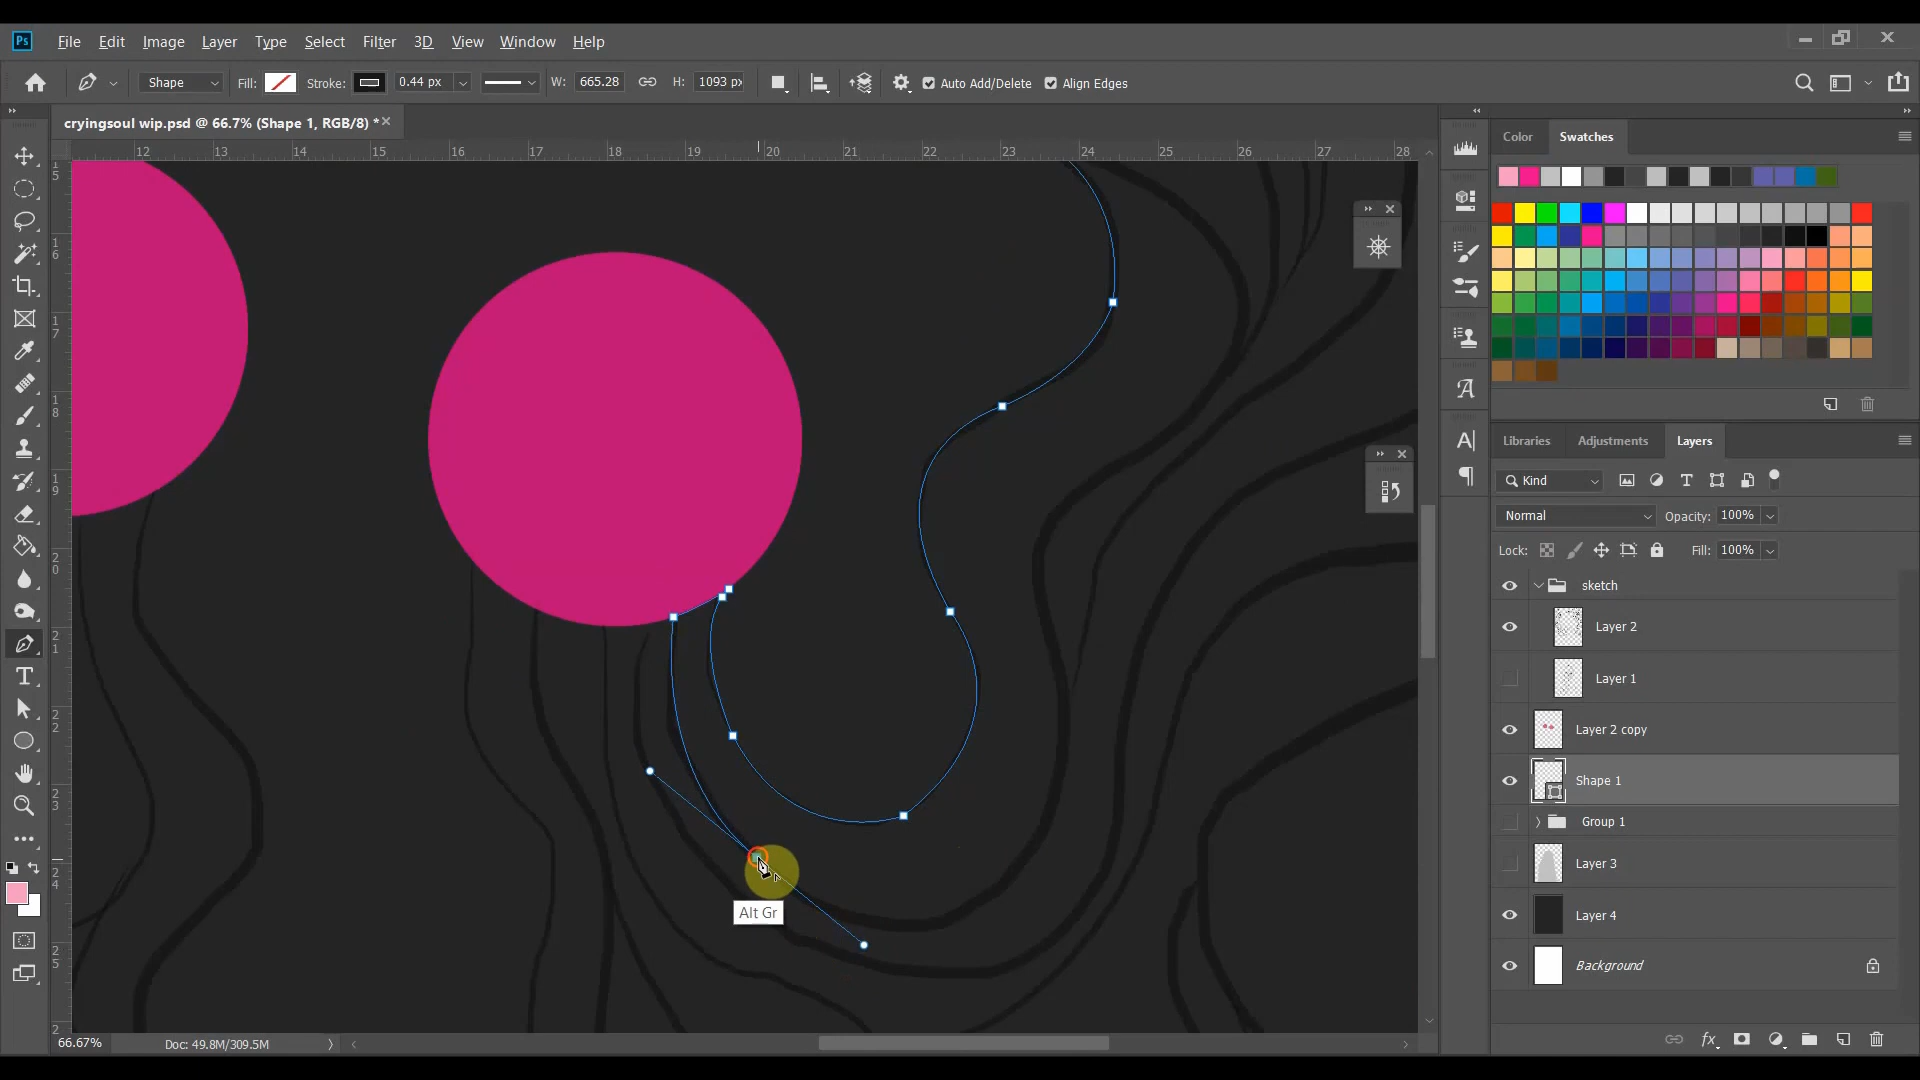 Ps File Edit Image Layer Type Select Filter 3D View Window Help
Shape Fill: Stroke: 0.44 px W: 665.28 H: 1093 px Auto Add/Delete Align Edges
cryingsoul wip.psd @ 66.7% (Shape 1, RGB/8) *
12 13 14 15 16 17 18 19 20 21 22 23 24 25 26 27 28
Color Swatches
Libraries Adjustments Layers
Kind
Normal Opacity: 100%
Lock: Fill: 100%
sketch
Layer 2
Layer 1
Layer 2 copy
Shape 1
Group 1
Layer 3
Layer 4
Background
Alt Gr
66.67% Doc: 49.8M/309.5M